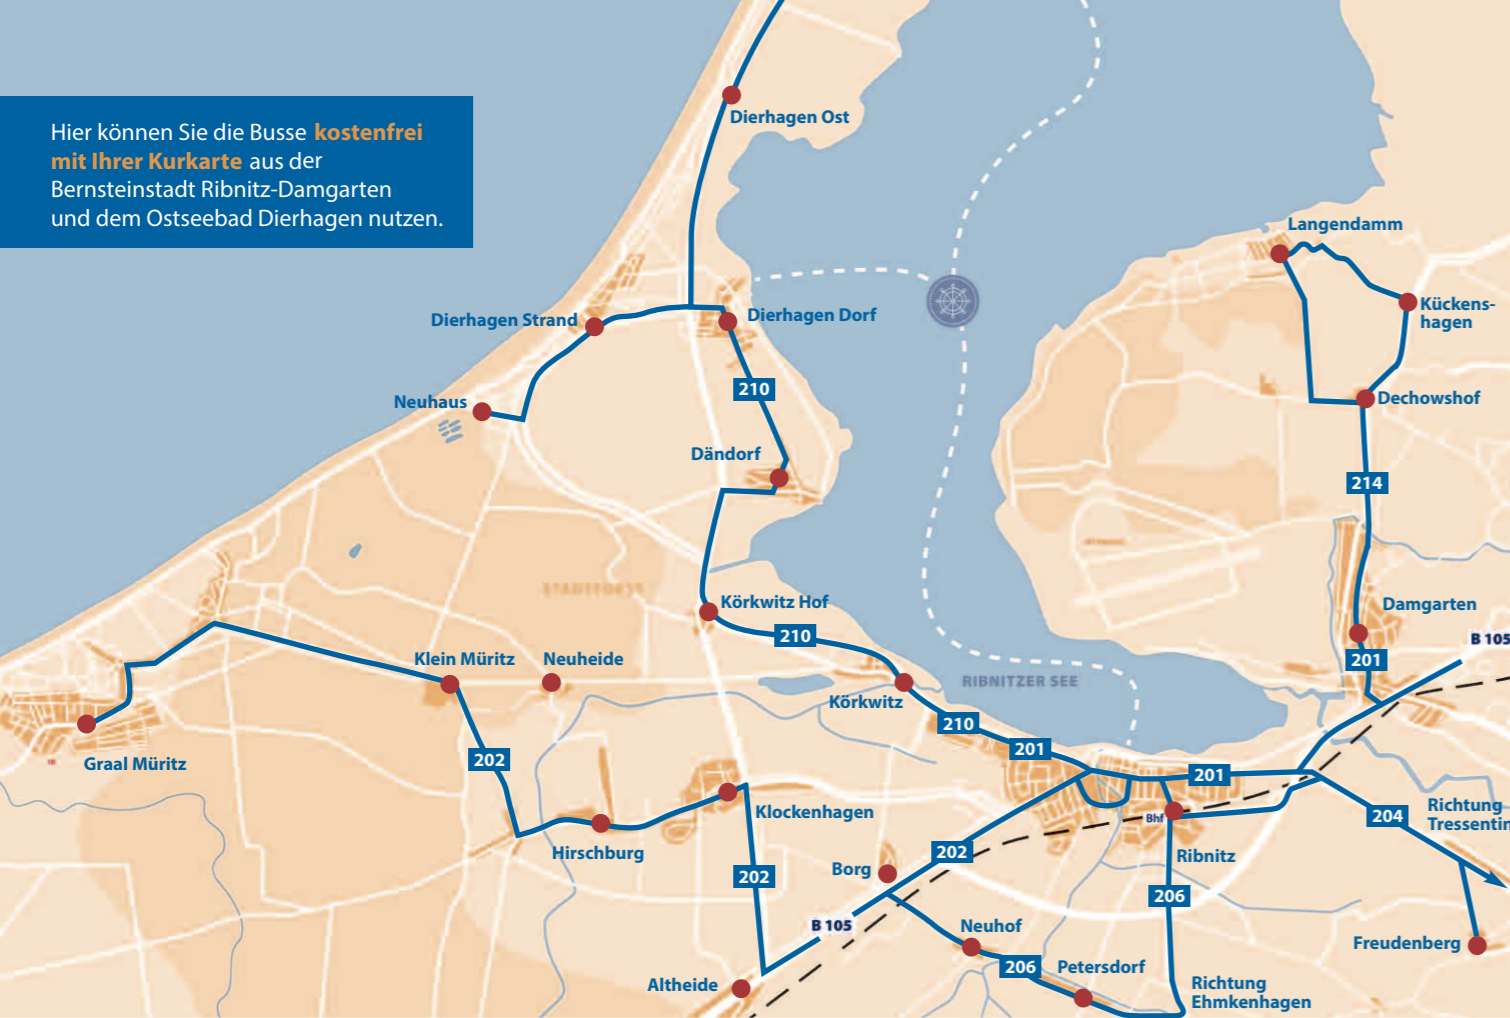 Hier können Sie die Busse kostenfrei
mit Ihrer Kurkarte aus der
Bernsteinstadt Ribnitz-Damgarten
und dem Ostseebad Dierhagen nutzen.
Dierhagen Ost
Langendamm
Kückens-
hagen
Dierhagen Strand
Dierhagen Dorf
210
Neuhaus
Dechowshof
Dändorf
214
STADTFORST
Körkwitz Hof
210
Damgarten
B 105
201
Klein Müritz
Neuheide
RIBNITZER SEE
Körkwitz
210
201
Graal Müritz
202
201
Klockenhagen
Bhf
204
Richtung
Tressentin
Hirschburg
202
Ribnitz
Borg
202
206
B 105
Neuhof
Freudenberg
206
Petersdorf
Altheide
Richtung
Ehmkenhagen